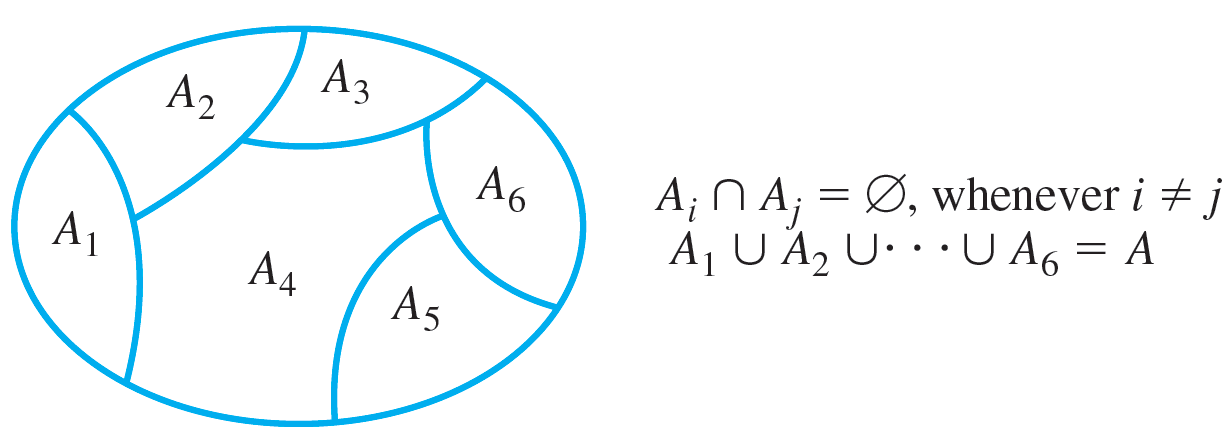 A₂
A₃
A₆
A₁
A₄
A₅
Aᵢ ∩ Aⱼ = ∅, whenever i ≠ j
A₁ ∪ A₂ ∪ · · · ∪ A₆ = A